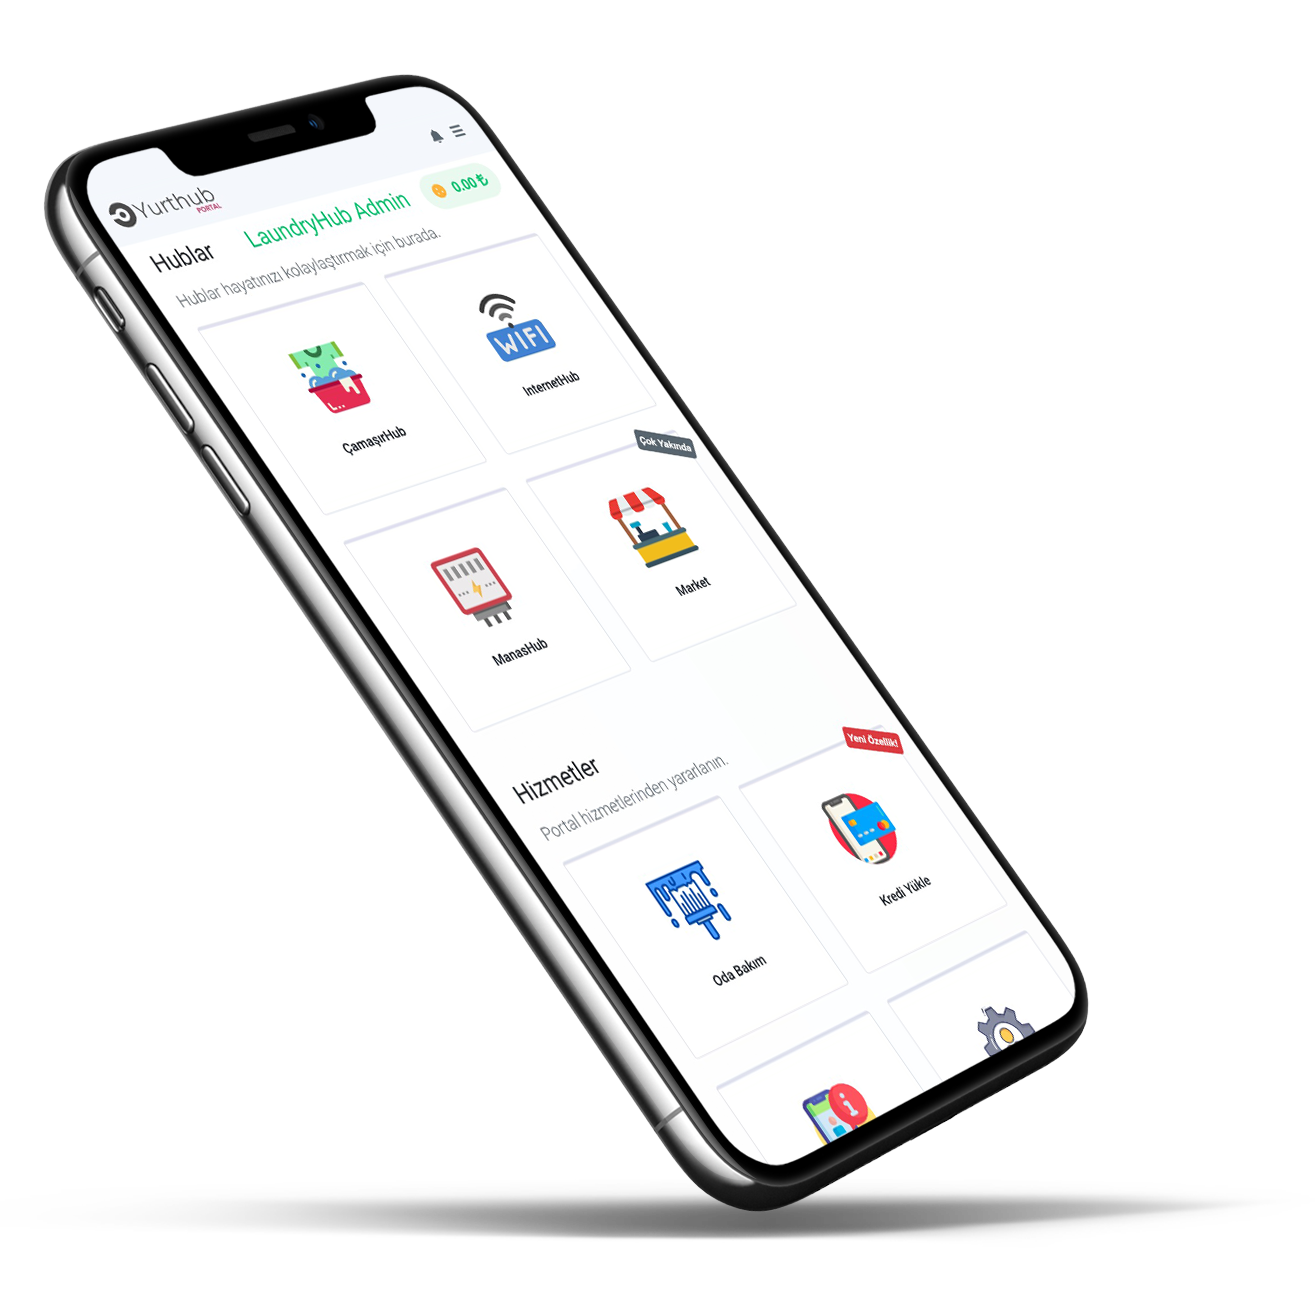 Yurthub
PORTAL
Hublar
LaundryHub Admin
0.00 ₺
Hublar hayatınızı kolaylaştırmak için burada.
WIFI
ÇamaşırHub
InternetHub
Çok Yakında
ManasHub
Market
Hizmetler
Portal hizmetlerinden yararlanın.
Yeni Özellik!
Oda Bakım
Kredi Yükle